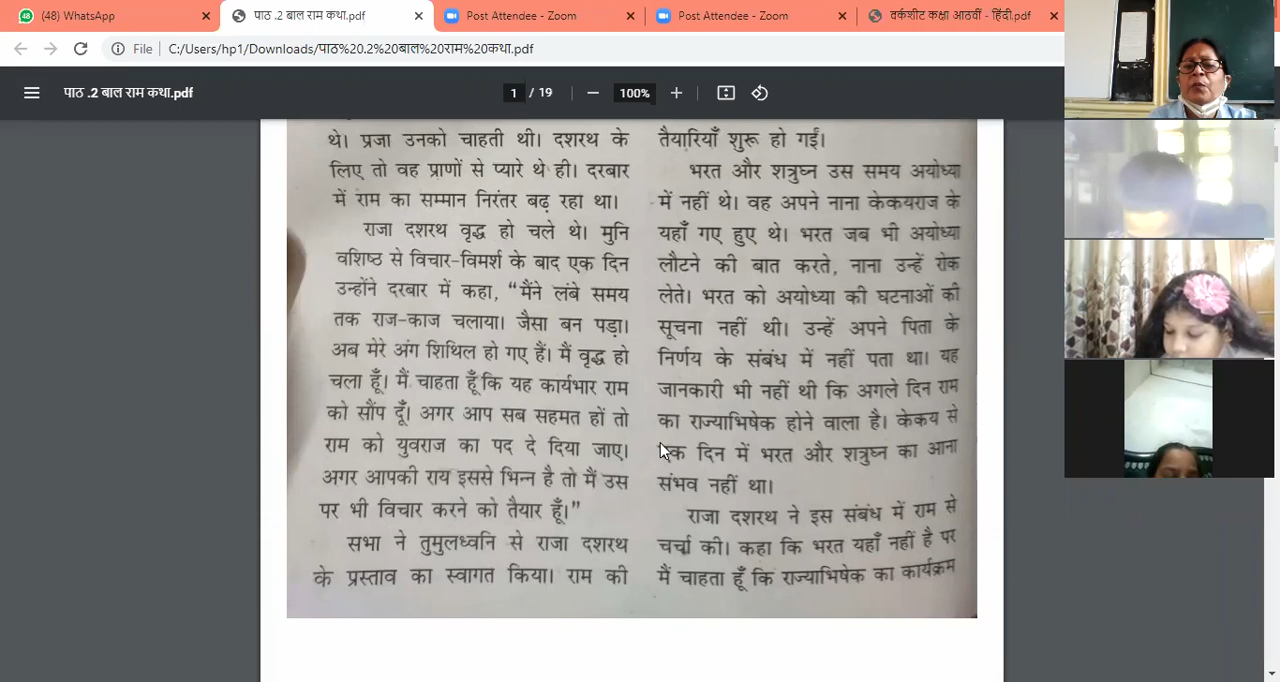 (48) WhatsApp
पाठ .2 बाल राम कथा.pdf
Post Attendee - Zoom
Post Attendee - Zoom
वर्कशीट कक्षा आठवीं - हिंदी.pdf
File
C:/Users/hp1/Downloads/पाठ%20.2%20बाल%20राम%20कथा.pdf
पाठ .2 बाल राम कथा.pdf
1 / 19
100%
थे। प्रजा उनको चाहती थी। दशरथ के
लिए तो वह प्राणों से प्यारे थे ही। दरबार
में राम का सम्मान निरंतर बढ़ रहा था।
राजा दशरथ वृद्ध हो चले थे। मुनि
वशिष्ठ से विचार-विमर्श के बाद एक दिन
उन्होंने दरबार में कहा, “मैंने लंबे समय
तक राज-काज चलाया। जैसा बन पड़ा।
अब मेरे अंग शिथिल हो गए हैं। मैं वृद्ध हो
चला हूँ। मैं चाहता हूँ कि यह कार्यभार राम
को सौंप दूँ। अगर आप सब सहमत हों तो
राम को युवराज का पद दे दिया जाए।
अगर आपकी राय इससे भिन्न है तो मैं उस
पर भी विचार करने को तैयार हूँ।”
सभा ने तुमुलध्वनि से राजा दशरथ
के प्रस्ताव का स्वागत किया। राम की
तैयारियाँ शुरू हो गईं।
भरत और शत्रुघ्न उस समय अयोध्या
में नहीं थे। वह अपने नाना केकयराज के
यहाँ गए हुए थे। भरत जब भी अयोध्या
लौटने की बात करते, नाना उन्हें रोक
लेते। भरत को अयोध्या की घटनाओं की
सूचना नहीं थी। उन्हें अपने पिता के
निर्णय के संबंध में नहीं पता था। यह
जानकारी भी नहीं थी कि अगले दिन राम
का राज्याभिषेक होने वाला है। केकय से
एक दिन में भरत और शत्रुघ्न का आना
संभव नहीं था।
राजा दशरथ ने इस संबंध में राम से
चर्चा की। कहा कि भरत यहाँ नहीं है पर
मैं चाहता हूँ कि राज्याभिषेक का कार्यक्रम